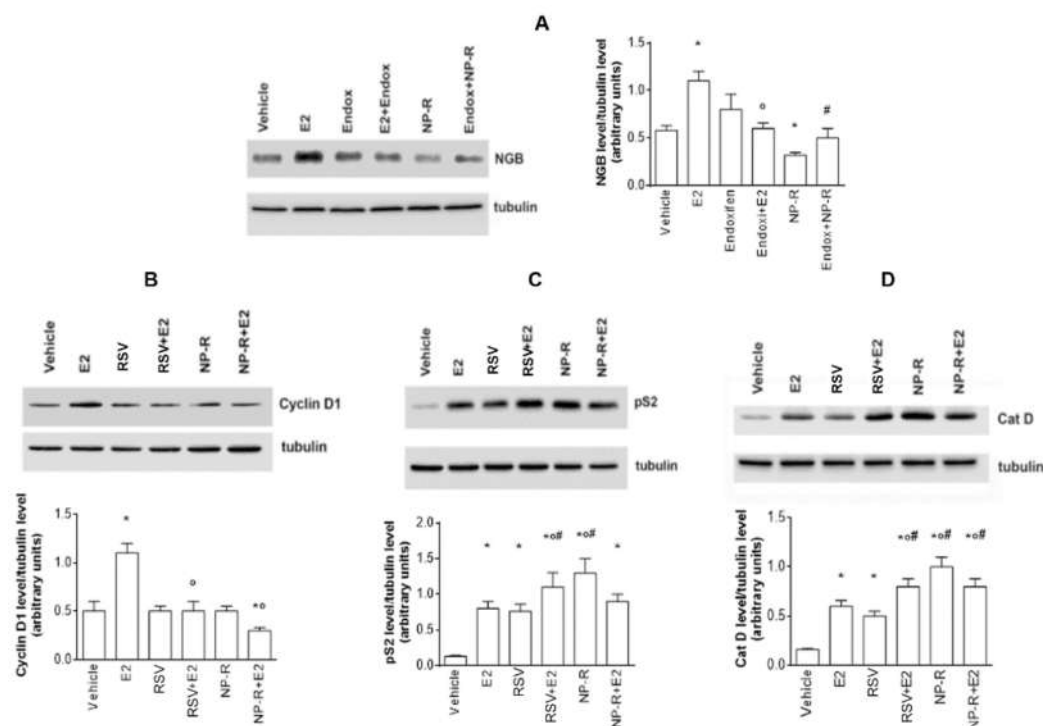 A
Vehicle
E2
Endox
E2+Endox
NP-R
Endox+NP-R
NGB
tubulin
NGB level/tubulin level
(arbitrary units)
1.5
1.0
0.5
0.0
*
o
*
#
Vehicle
E2
Endoxifen
Endoxi+E2
NP-R
Endox+NP-R
B
Vehicle
E2
RSV
RSV+E2
NP-R
NP-R+E2
Cyclin D1
tubulin
Cyclin D1 level/tubulin level
(arbitrary units)
1.5
1.0
0.5
0.0
*
o
*o
Vehicle
E2
RSV
RSV+E2
NP-R
NP-R+E2
C
Vehicle
E2
RSV
RSV+E2
NP-R
NP-R+E2
pS2
tubulin
pS2 level/tubulin level
(arbitrary units)
2.0
1.5
1.0
0.5
0.0
*
*
*o#
*o#
*
Vehicle
E2
RSV
RSV+E2
NP-R
NP-R+E2
D
Vehicle
E2
RSV
RSV+E2
NP-R
NP-R+E2
Cat D
tubulin
Cat D level/tubulin level
(arbitrary units)
1.5
1.0
0.5
0.0
*
*
*o#
*o#
*o#
Vehicle
E2
RSV
RSV+E2
NP-R
NP-R+E2